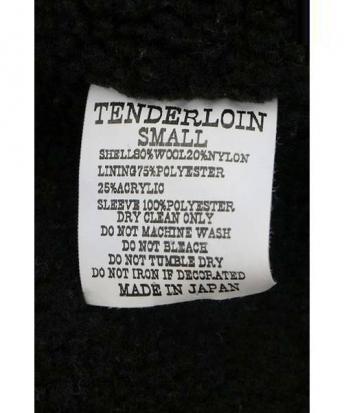 TENDERLOIN
SMALL
SHELL80%WOOL20%NYLON
LINING75%POLYESTER
25%ACRYLIC
SLEEVE 100%POLYESTER
DRY CLEAN ONLY
DO NOT MACHINE WASH
DO NOT BLEACH
DO NOT TUMBLE DRY
DO NOT IRON IF DECORATED
MADE IN JAPAN